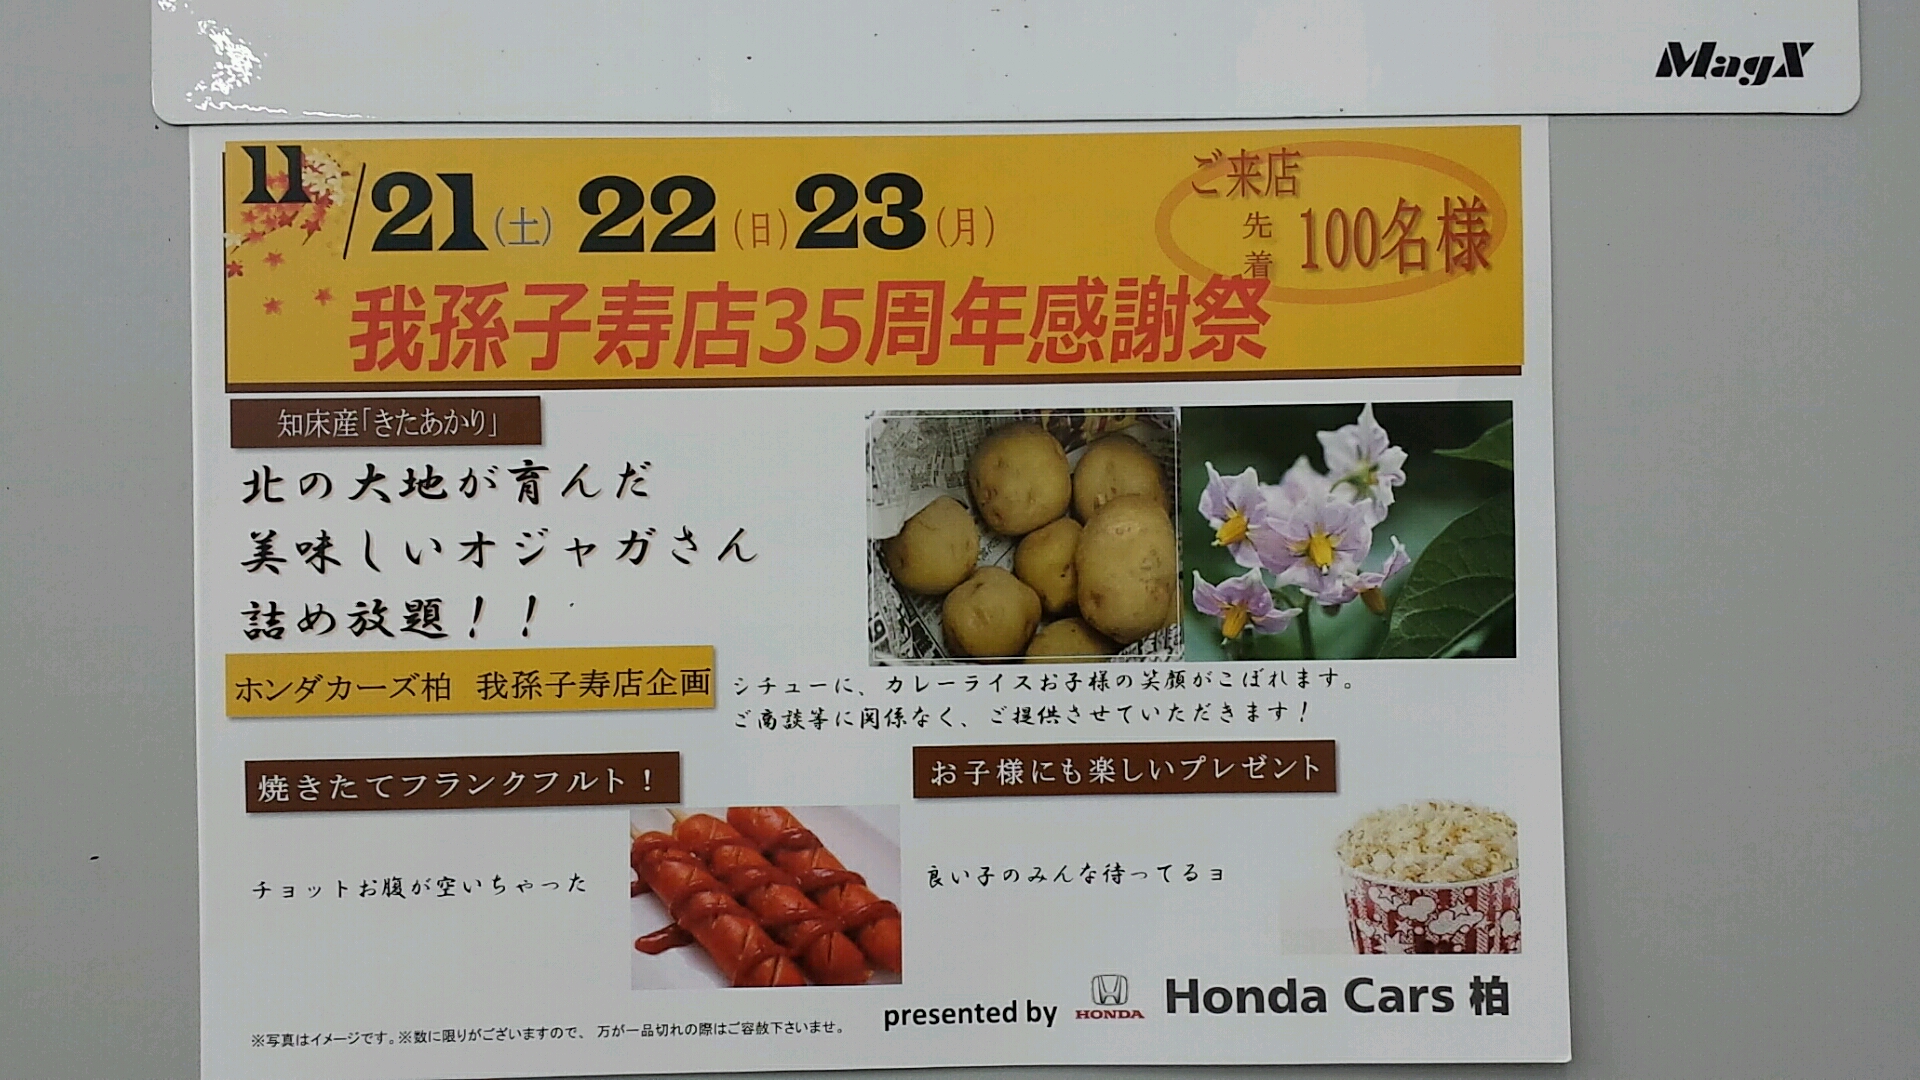 MagX
11/21(土) 22(日)23(月)
ご来店
先着
100名様
我孫子寿店35周年感謝祭
知床産「きたあかり」
北の大地が育んだ
美味しいオジャガさん
詰め放題!!
ホンダカーズ柏 我孫子寿店企画
シチューに、カレーライスお子様の笑顔がこぼれます。
ご商談等に関係なく、ご提供させていただきます!
焼きたてフランクフルト!
お子様にも楽しいプレゼント
チョットお腹が空いちゃった
良い子のみんな待ってるヨ
presented by HONDA Honda Cars 柏
※写真はイメージです。※数に限りがございますので、万が一品切れの際はご容赦下さいませ。